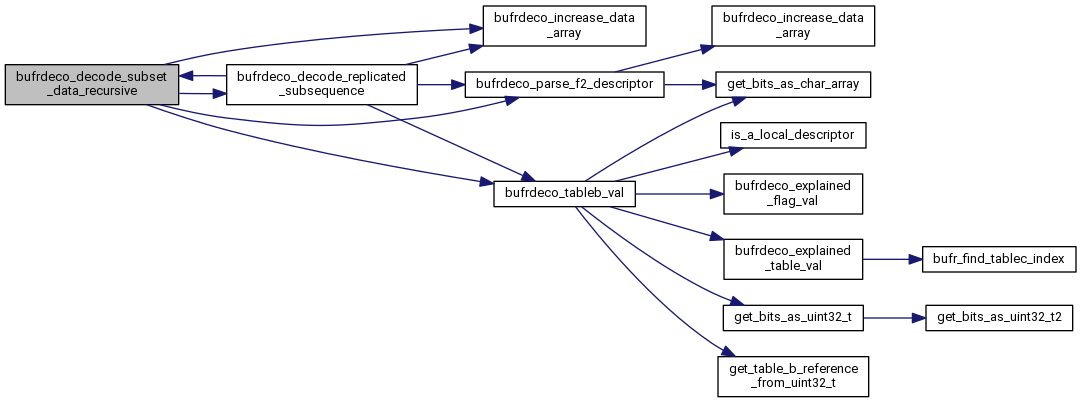 bufrdeco_decode_subset
_data_recursive
bufrdeco_decode_replicated
_subsequence
bufrdeco_increase_data
_array
bufrdeco_parse_f2_descriptor
bufrdeco_tableb_val
bufrdeco_increase_data
_array
get_bits_as_char_array
is_a_local_descriptor
bufrdeco_explained
_flag_val
bufrdeco_explained
_table_val
get_bits_as_uint32_t
get_table_b_reference
_from_uint32_t
bufr_find_tablec_index
get_bits_as_uint32_t2